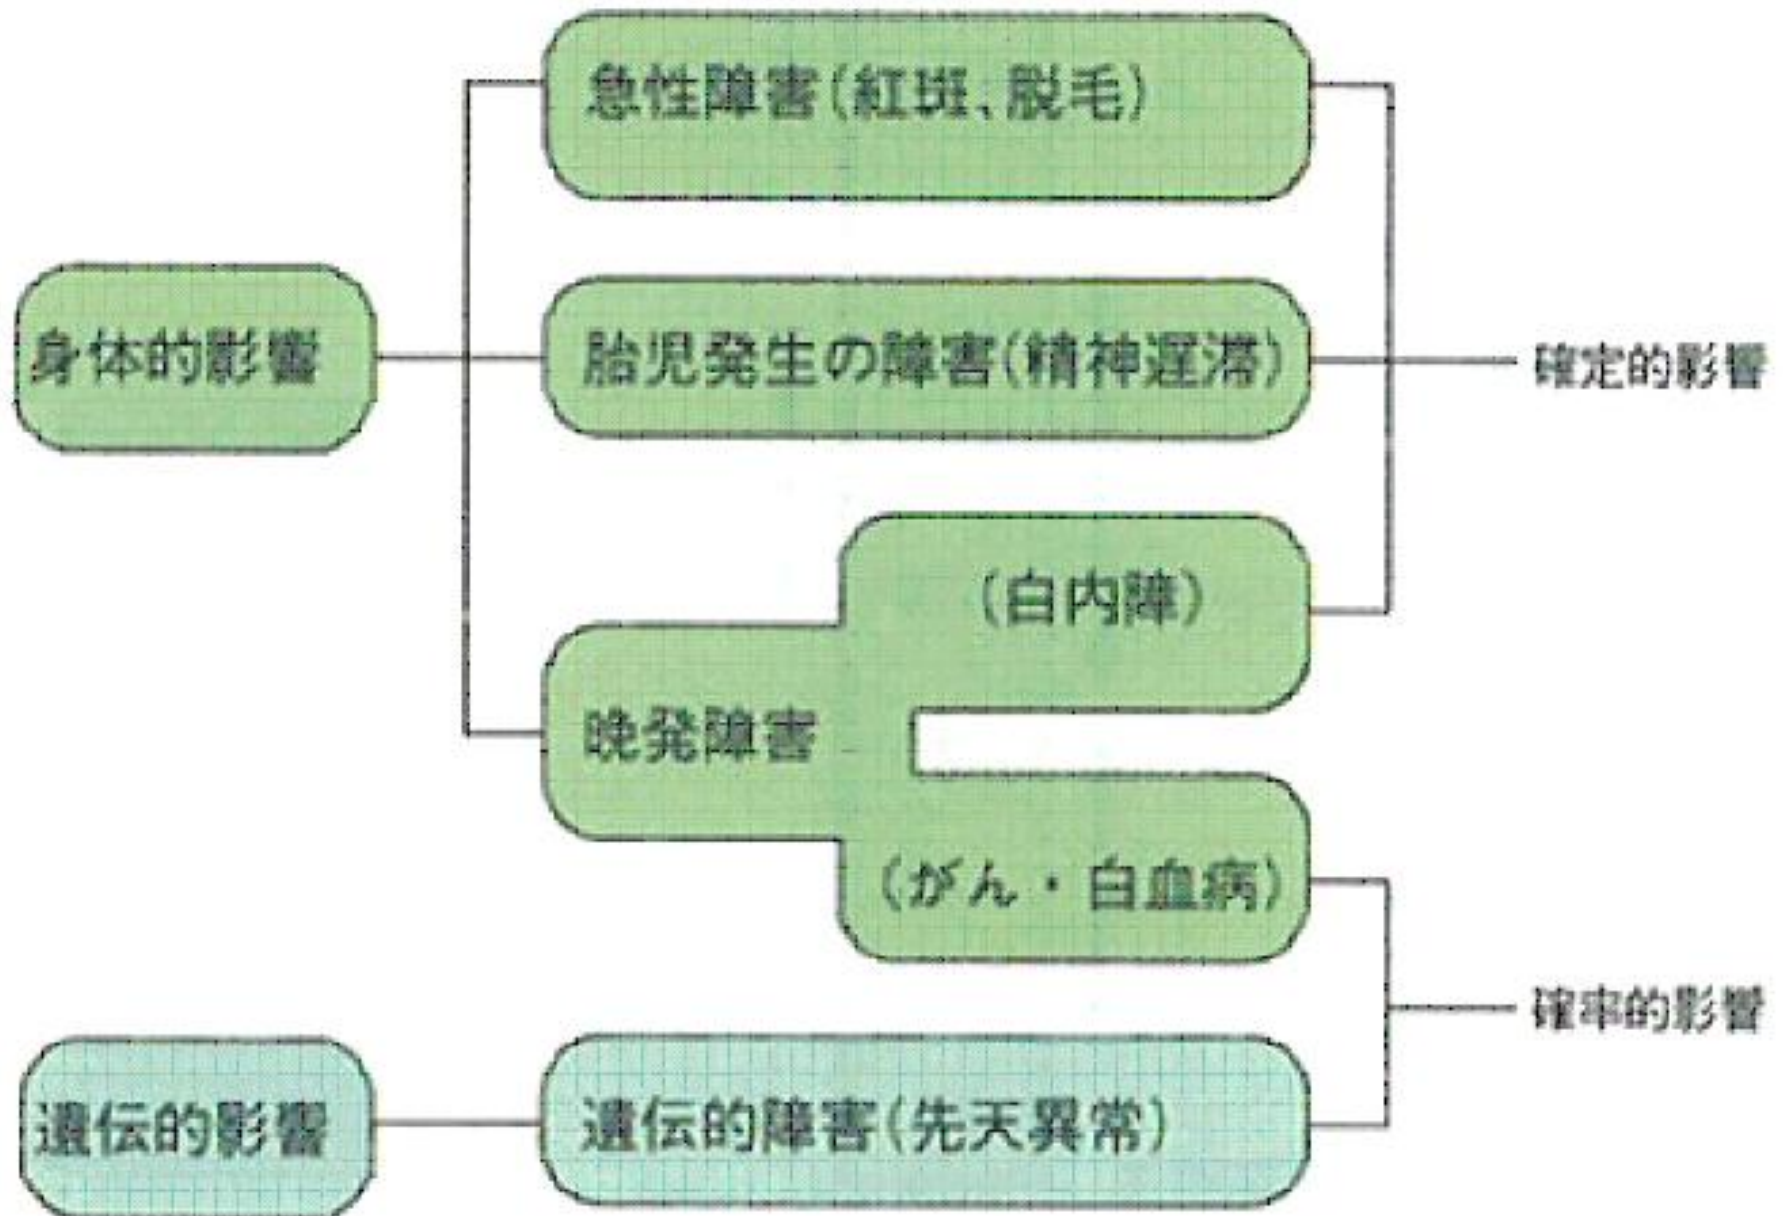 急性障害(紅斑、脱毛)
身体的影響
胎児発生の障害(精神遅滞)
確定的影響
(白内障)
晩発障害
(がん・白血病)
確率的影響
遺伝的影響
遺伝的障害(先天異常)